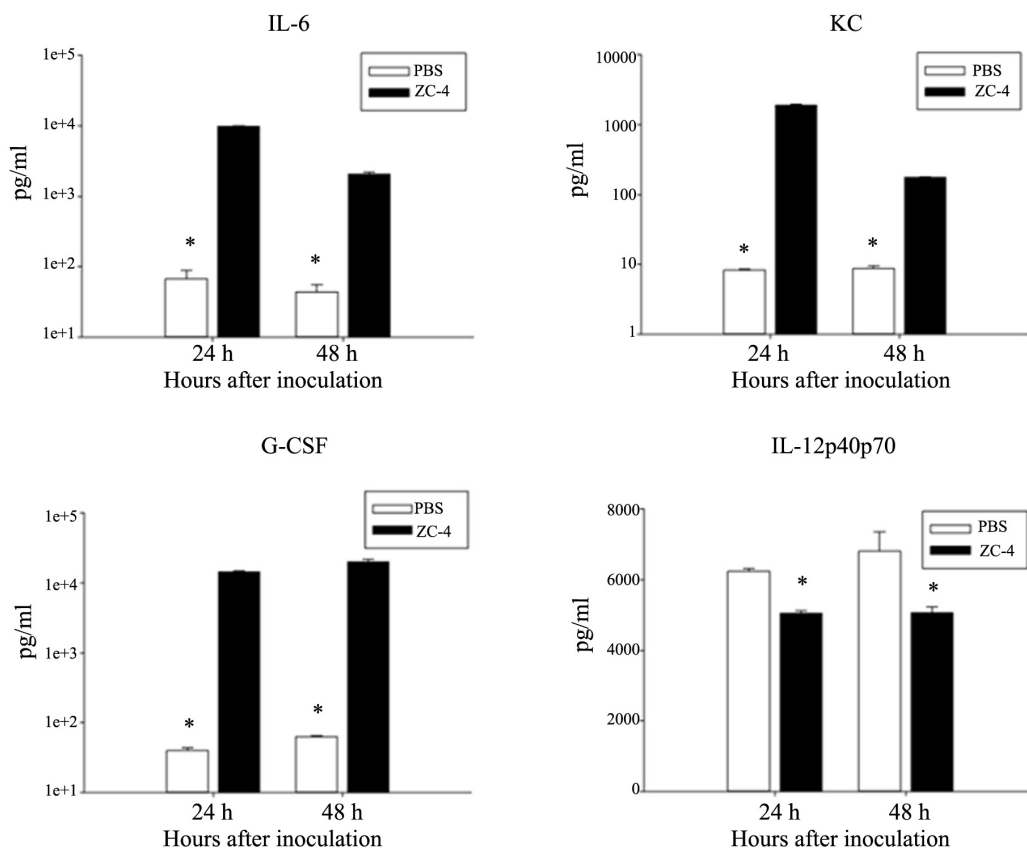 IL-6
1e+5
1e+4
1e+3
1e+2
1e+1
pg/ml
PBS
ZC-4
*
*
24 h
48 h
Hours after inoculation
KC
10000
1000
100
10
1
pg/ml
PBS
ZC-4
*
*
24 h
48 h
Hours after inoculation
G-CSF
1e+5
1e+4
1e+3
1e+2
1e+1
pg/ml
PBS
ZC-4
*
*
24 h
48 h
Hours after inoculation
IL-12p40p70
8000
6000
4000
2000
0
pg/ml
PBS
ZC-4
*
*
24 h
48 h
Hours after inoculation